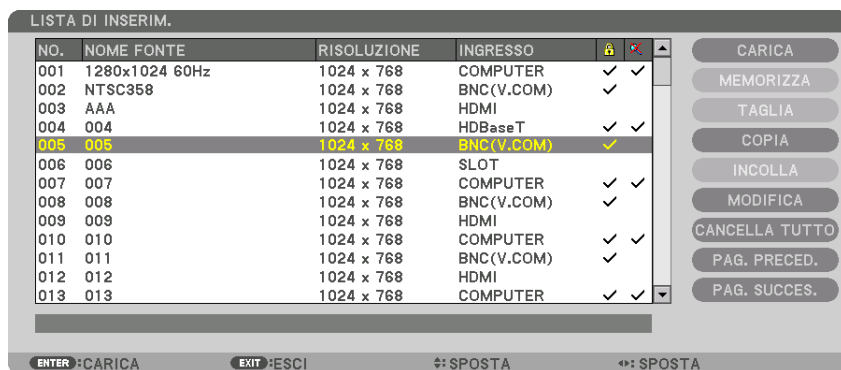 LISTA DI INSERIM.
NO. NOME FONTE RISOLUZIONE INGRESSO
001 1280x1024 60Hz 1024 x 768 COMPUTER ✓ ✓
002 NTSC358 1024 x 768 BNC(V.COM) ✓
003 AAA 1024 x 768 HDMI
004 004 1024 x 768 HDBaseT ✓ ✓
005 005 1024 x 768 BNC(V.COM) ✓
006 006 1024 x 768 SLOT
007 007 1024 x 768 COMPUTER ✓ ✓
008 008 1024 x 768 BNC(V.COM) ✓
009 009 1024 x 768 HDMI
010 010 1024 x 768 COMPUTER ✓ ✓
011 011 1024 x 768 BNC(V.COM) ✓
012 012 1024 x 768 HDMI
013 013 1024 x 768 COMPUTER ✓ ✓
CARICA
MEMORIZZA
TAGLIA
COPIA
INCOLLA
MODIFICA
CANCELLA TUTTO
PAG. PRECED.
PAG. SUCCES.
ENTER :CARICA EXIT :ESCI :SPOSTA :SPOSTA